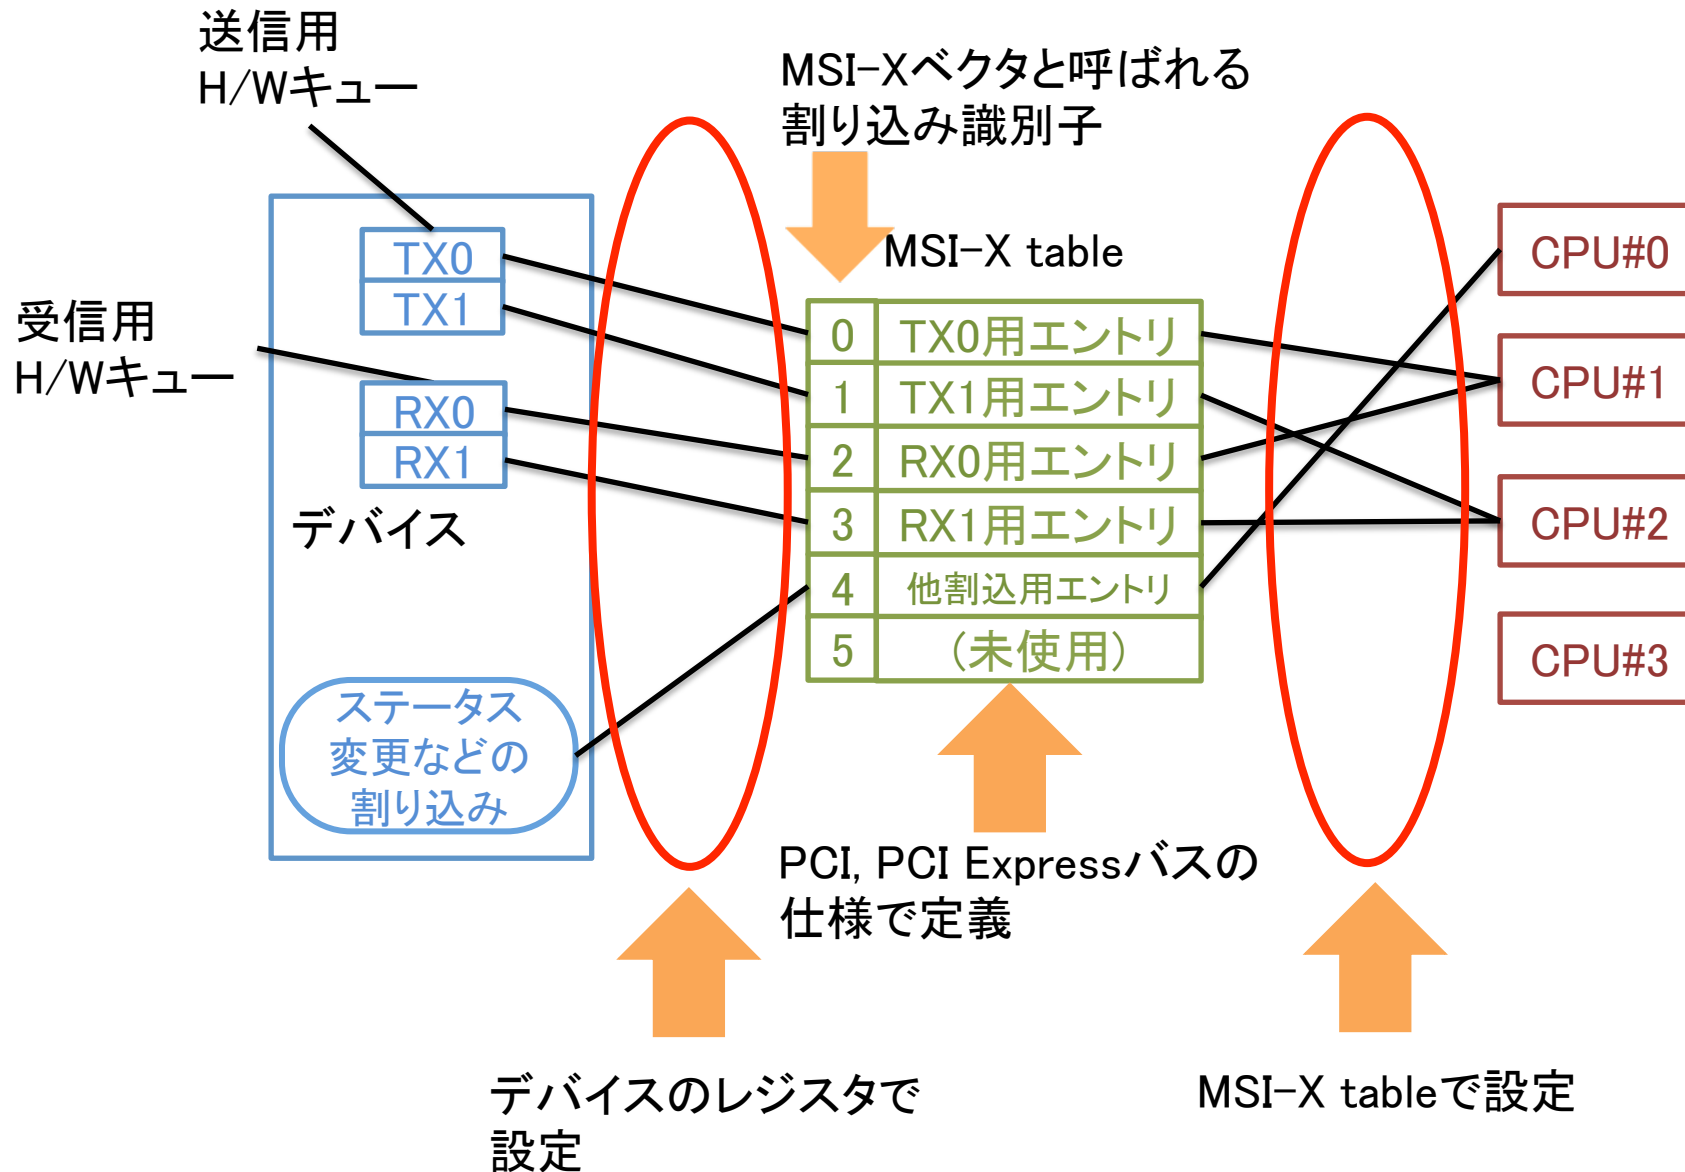 送信用
H/Wキュー
MSI-Xベクタと呼ばれる
割り込み識別子
MSI-X table
受信用
H/Wキュー
TX0
TX1
RX0
RX1
デバイス
ステータス
変更などの
割り込み
0 TX0用エントリ
1 TX1用エントリ
2 RX0用エントリ
3 RX1用エントリ
4 他割込用エントリ
5 (未使用)
CPU#0
CPU#1
CPU#2
CPU#3
PCI, PCI Expressバスの
仕様で定義
デバイスのレジスタで
設定
MSI-X tableで設定